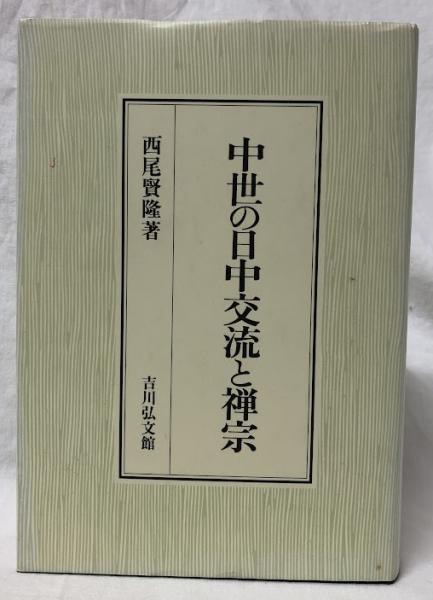 中世の日中交流と禅宗
西尾賢隆著
吉川弘文館